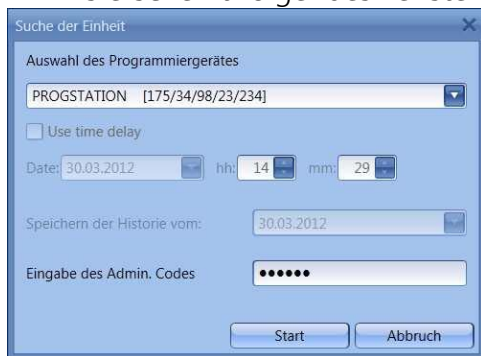 Suche der Einheit
Auswahl des Programmiergerätes
PROGSTATION [175/34/98/23/234]
Use time delay
Date: 30.03.2012 hh: 14 mm: 29
Speichern der Historie vom: 30.03.2012
Eingabe des Admin. Codes ●●●●●●
Start Abbruch